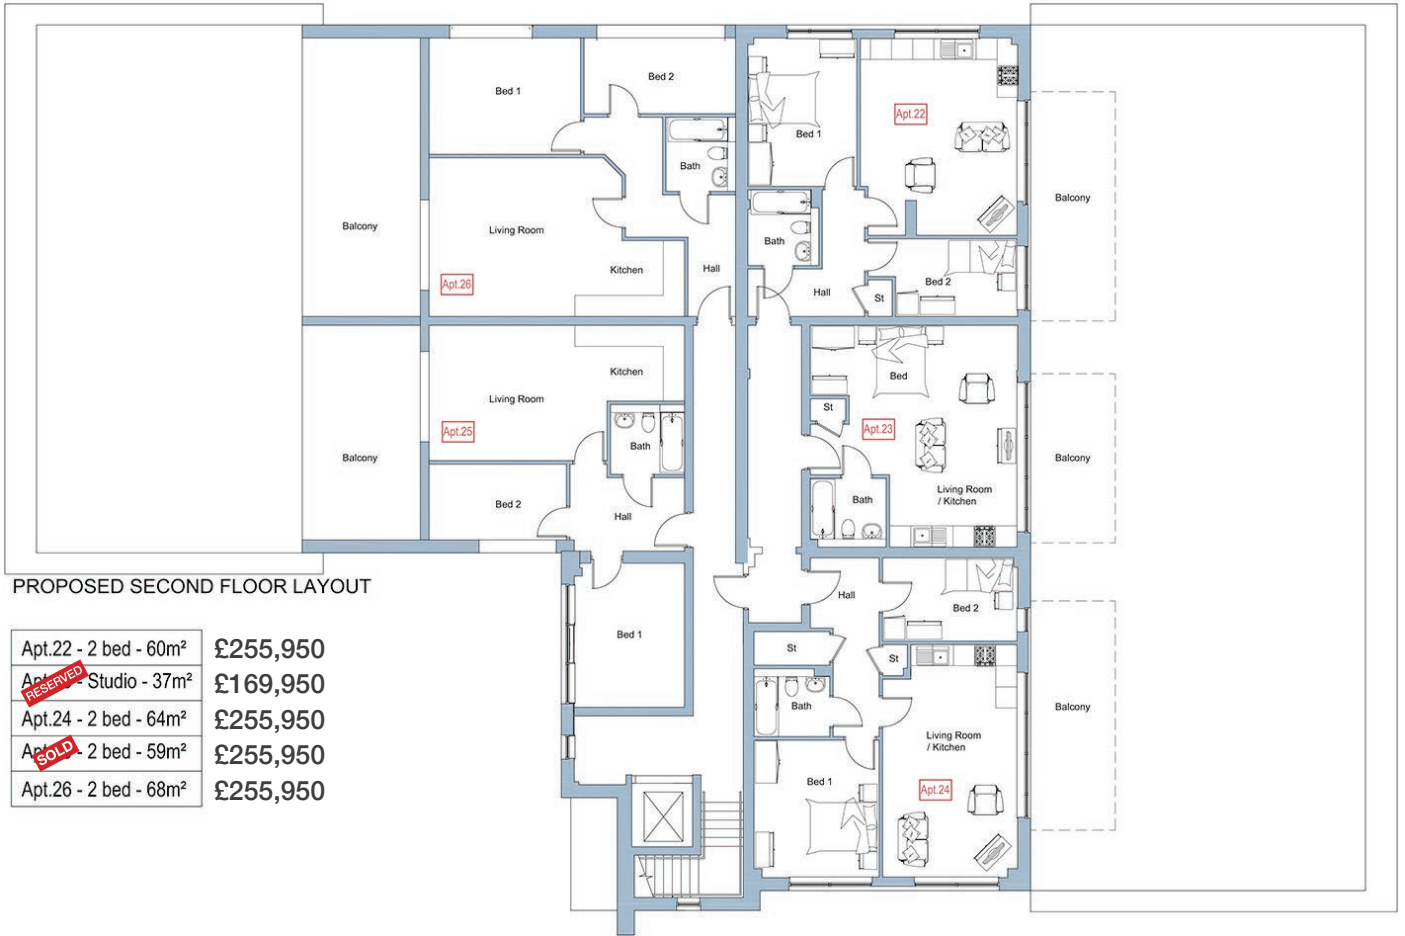 Bed 1
Bed 2
Bath
Balcony
Living Room
Kitchen
Hall
Apt.26
Bed 1
Apt.22
Balcony
Bath
Hall
St
Bed 2
Kitchen
Living Room
Apt.25
Bath
Balcony
Bed 2
Hall
Bed 1
Bed
St
Apt.23
Balcony
Bath
Living Room
/ Kitchen
Hall
Bed 2
St
St
Bath
Living Room
/ Kitchen
Balcony
Bed 1
Apt.24
PROPOSED SECOND FLOOR LAYOUT
Apt.22 - 2 bed - 60m² £255,950
RESERVED - Studio - 37m² £169,950
Apt.24 - 2 bed - 64m² £255,950
SOLD - 2 bed - 59m² £255,950
Apt.26 - 2 bed - 68m² £255,950